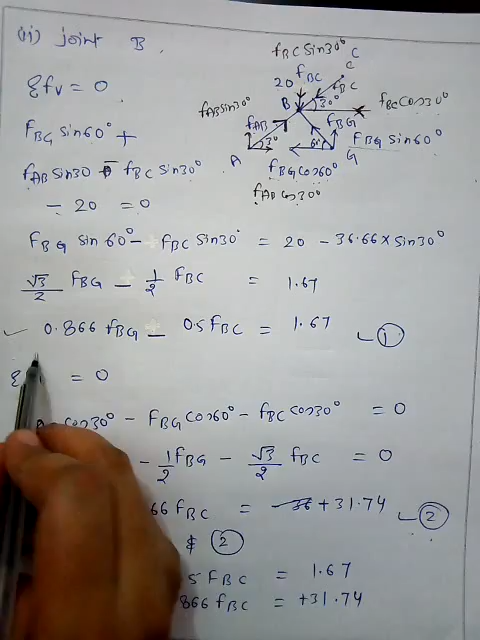 (ii) joint B.
fBC sin30° C
Σfv = 0
c
20 fBC
fBC
fAB sin30°
B 30°
fBC cos30°
fAB
fBG
FBG sin60° +
A 30° 60° FBG sin60°
G
fAB sin30 - fBC sin30°
fBG cos60°
fAB cos30°
- 20 = 0
FBG sin 60° - fBC sin30° = 20 - 36.66 × sin30°
√3/2 fBG - 1/2 fBC = 1.67
0.866 fBG - 0.5 fBC = 1.67 ①
Σ = 0
cos30° - FBG cos60° - fBC cos30° = 0
- 1/2 fBG - √3/2 fBC = 0
66 fBC = +31.74 ②
& ②
5 FBC = 1.67
866 fBC = +31.74